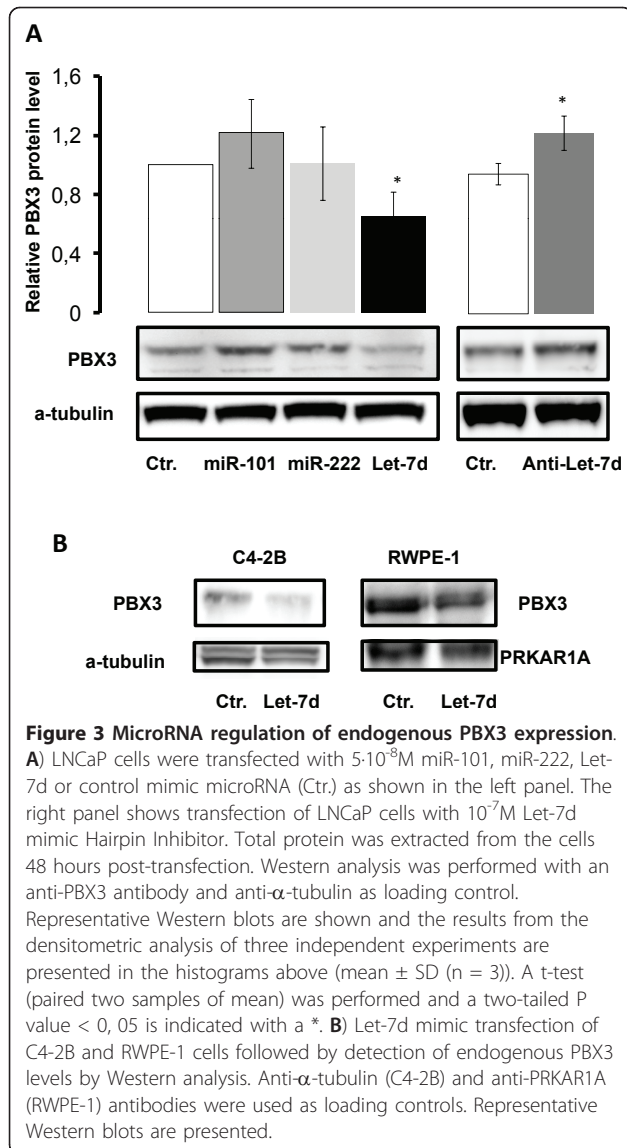 A
Relative PBX3 protein level
1,6
1,2
0,8
0,4
0
*
*
PBX3
a-tubulin
Ctr. miR-101 miR-222 Let-7d Ctr. Anti-Let-7d
B
C4-2B RWPE-1
PBX3 PBX3
a-tubulin PRKAR1A
Ctr. Let-7d Ctr. Let-7d
Figure 3 MicroRNA regulation of endogenous PBX3 expression.
A) LNCaP cells were transfected with 5·10⁻⁸M miR-101, miR-222, Let-
7d or control mimic microRNA (Ctr.) as shown in the left panel. The
right panel shows transfection of LNCaP cells with 10⁻⁷M Let-7d
mimic Hairpin Inhibitor. Total protein was extracted from the cells
48 hours post-transfection. Western analysis was performed with an
anti-PBX3 antibody and anti-α-tubulin as loading control.
Representative Western blots are shown and the results from the
densitometric analysis of three independent experiments are
presented in the histograms above (mean ± SD (n = 3)). A t-test
(paired two samples of mean) was performed and a two-tailed P
value < 0, 05 is indicated with a *. B) Let-7d mimic transfection of
C4-2B and RWPE-1 cells followed by detection of endogenous PBX3
levels by Western analysis. Anti-α-tubulin (C4-2B) and anti-PRKAR1A
(RWPE-1) antibodies were used as loading controls. Representative
Western blots are presented.